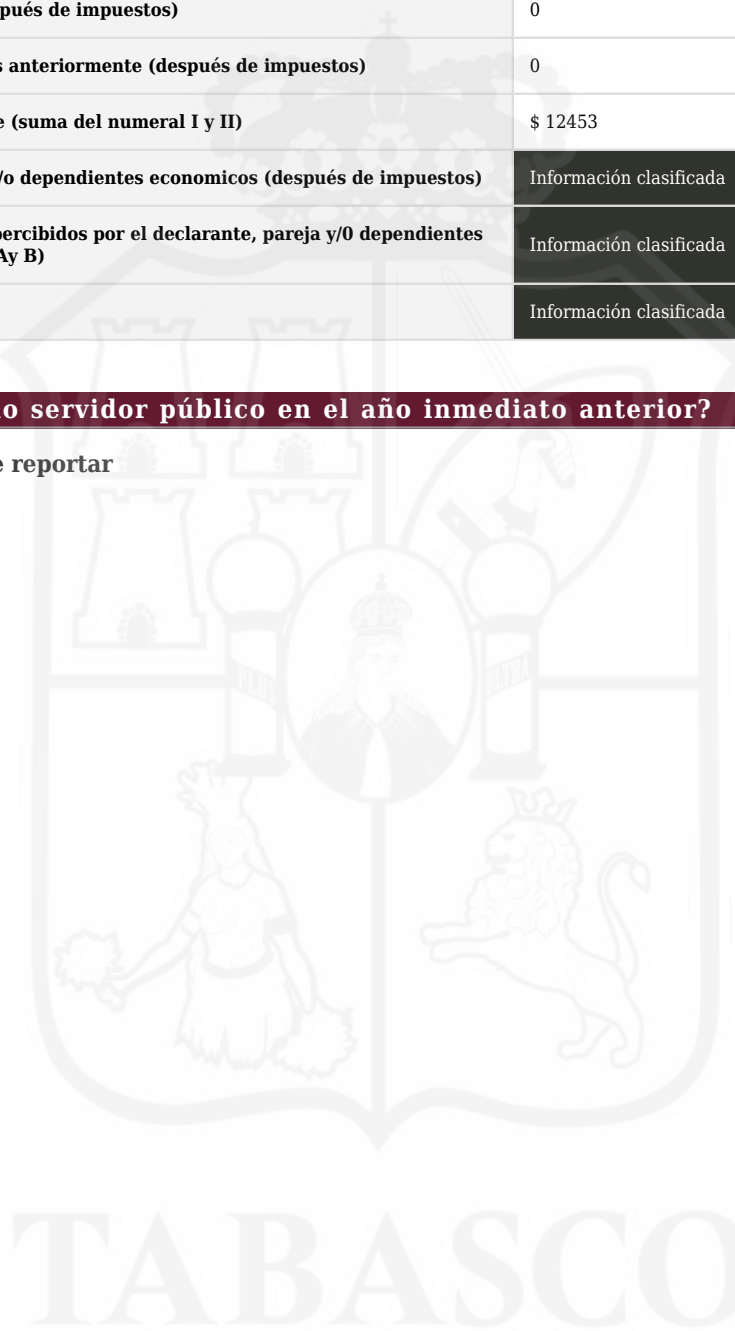 pués de impuestos)
0
s anteriormente (después de impuestos)
0
e (suma del numeral I y II)
$ 12453
/o dependientes economicos (después de impuestos)
Información clasificada
percibidos por el declarante, pareja y/0 dependientes
Ay B)
Información clasificada
Información clasificada
o servidor público en el año inmediato anterior?
e reportar
PLUS
ULTRA
TABASCO